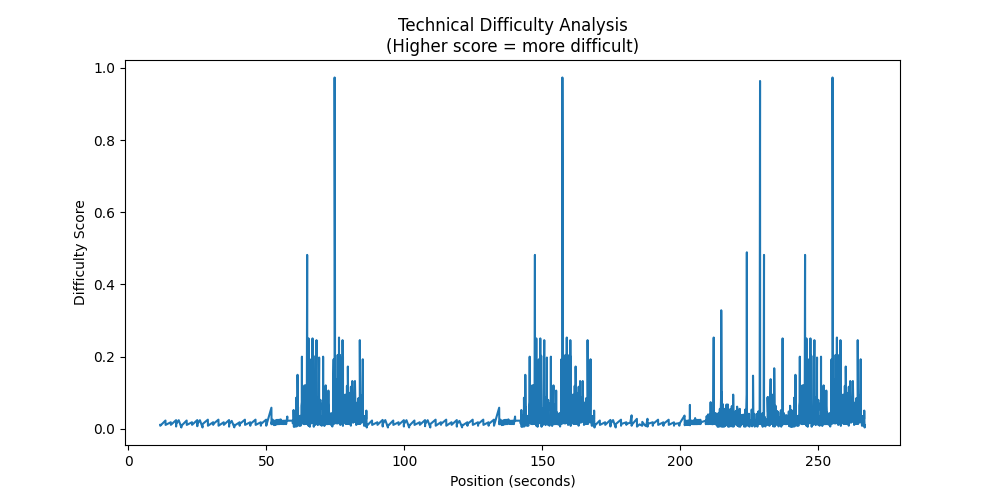 Technical Difficulty Analysis
(Higher score = more difficult)
1.0
0.8
0.6
0.4
0.2
0.0
Difficulty Score
0 50 100 150 200 250
Position (seconds)